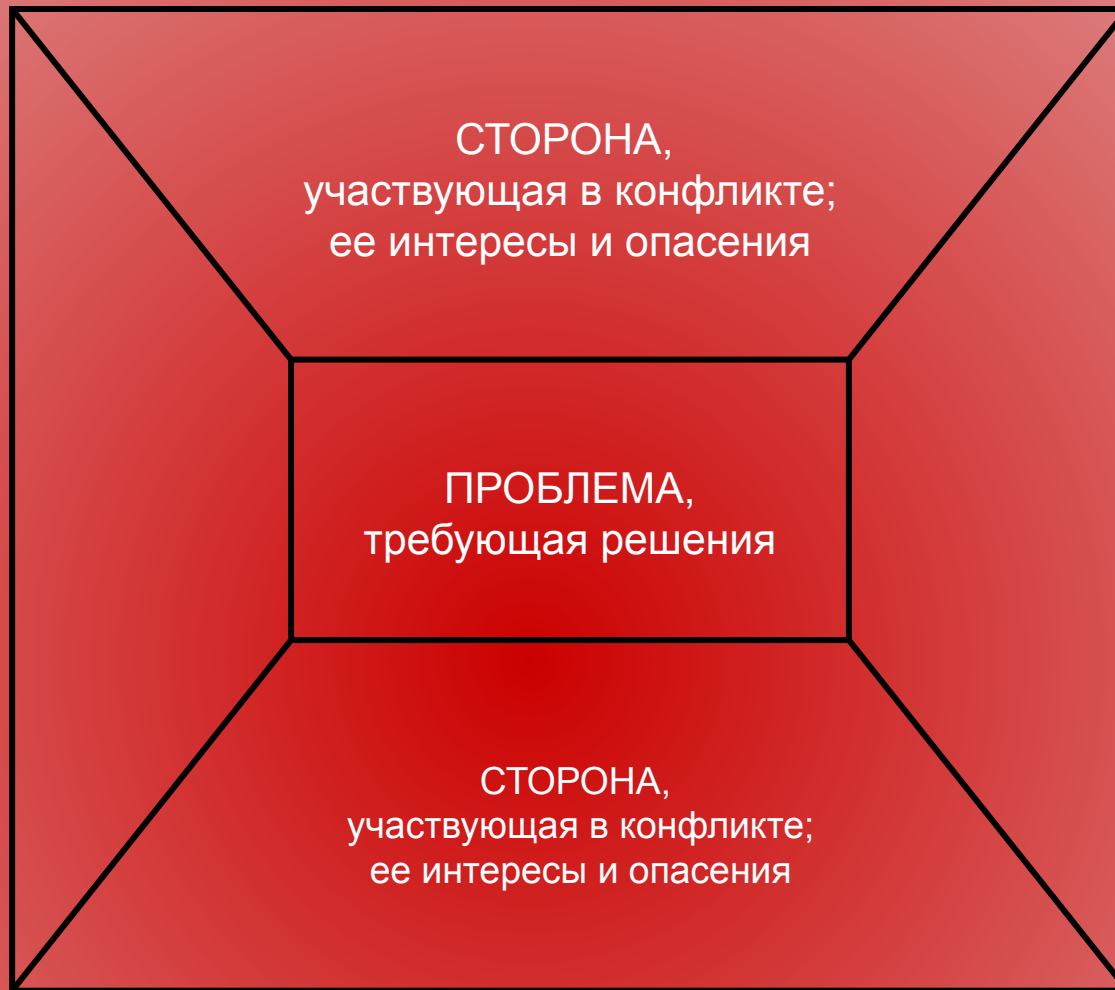 СТОРОНА,
участвующая в конфликте;
ее интересы и опасения
ПРОБЛЕМА,
требующая решения
СТОРОНА,
участвующая в конфликте;
ее интересы и опасения